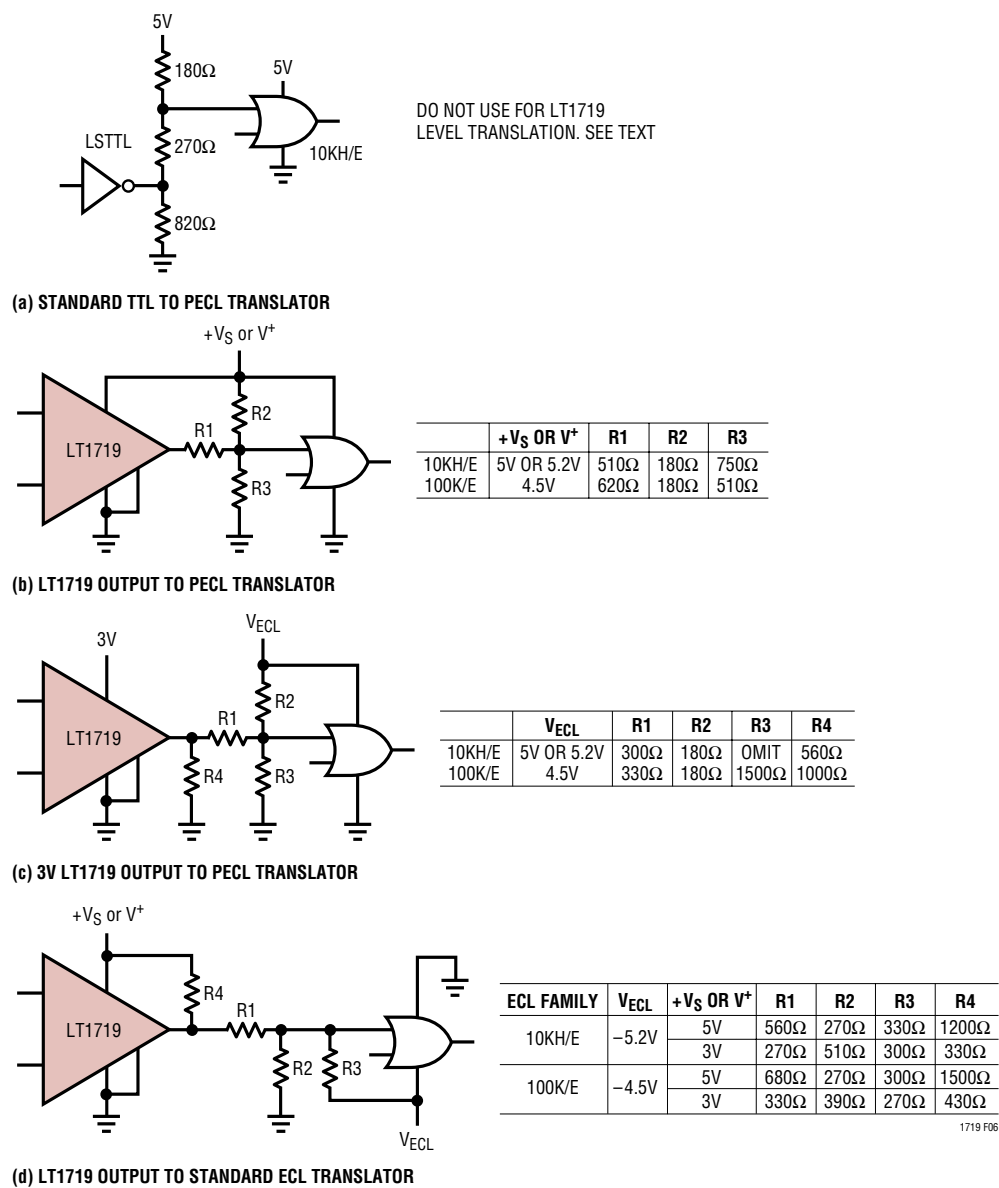 5V
180Ω
5V
DO NOT USE FOR LT1719
LEVEL TRANSLATION. SEE TEXT
LSTTL
270Ω
10KH/E
820Ω
(a) STANDARD TTL TO PECL TRANSLATOR
+VS or V+
R2
R1
LT1719
R3
+VS OR V+ R1 R2 R3
10KH/E 5V OR 5.2V 510Ω 180Ω 750Ω
100K/E 4.5V 620Ω 180Ω 510Ω
(b) LT1719 OUTPUT TO PECL TRANSLATOR
VECL
3V
R2
R1
LT1719
R4
R3
VECL R1 R2 R3 R4
10KH/E 5V OR 5.2V 300Ω 180Ω OMIT 560Ω
100K/E 4.5V 330Ω 180Ω 1500Ω 1000Ω
(c) 3V LT1719 OUTPUT TO PECL TRANSLATOR
+VS or V+
R4
R1
LT1719
R2
R3
VECL
ECL FAMILY VECL +VS OR V+ R1 R2 R3 R4
10KH/E –5.2V 5V 560Ω 270Ω 330Ω 1200Ω
3V 270Ω 510Ω 300Ω 330Ω
100K/E –4.5V 5V 680Ω 270Ω 300Ω 1500Ω
3V 330Ω 390Ω 270Ω 430Ω
1719 F06
(d) LT1719 OUTPUT TO STANDARD ECL TRANSLATOR